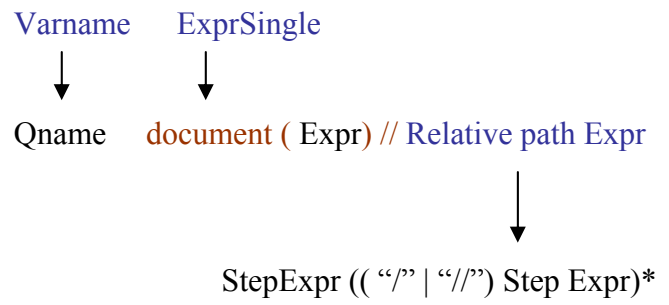 Varname ExprSingle
Qname document ( Expr) // Relative path Expr
StepExpr (( “/” | “//”) Step Expr)*